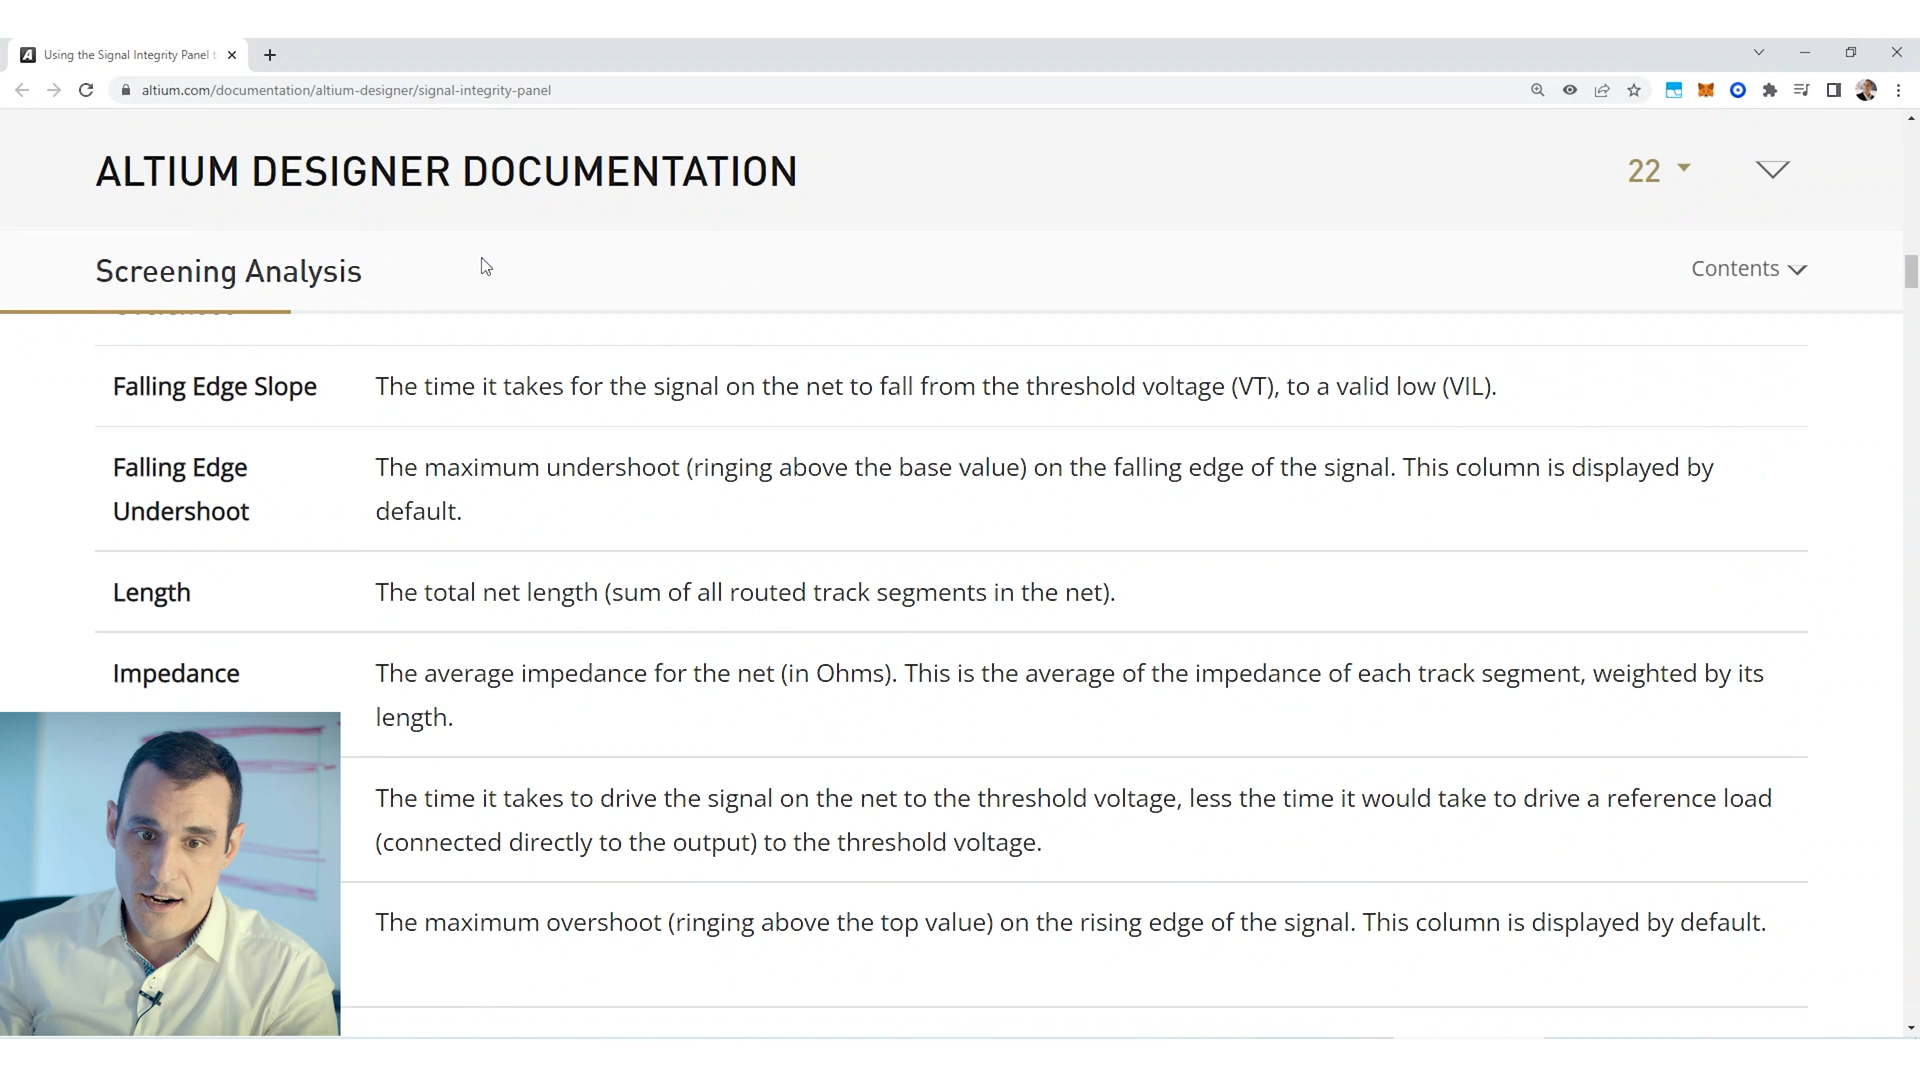 Using the Signal Integrity Panel t
altium.com/documentation/altium-designer/signal-integrity-panel
ALTIUM DESIGNER DOCUMENTATION
22
Screening Analysis
Contents
Falling Edge Slope
The time it takes for the signal on the net to fall from the threshold voltage (VT), to a valid low (VIL).
Falling Edge
Undershoot
The maximum undershoot (ringing above the base value) on the falling edge of the signal. This column is displayed by
default.
Length
The total net length (sum of all routed track segments in the net).
Impedance
The average impedance for the net (in Ohms). This is the average of the impedance of each track segment, weighted by its
length.
The time it takes to drive the signal on the net to the threshold voltage, less the time it would take to drive a reference load
(connected directly to the output) to the threshold voltage.
The maximum overshoot (ringing above the top value) on the rising edge of the signal. This column is displayed by default.